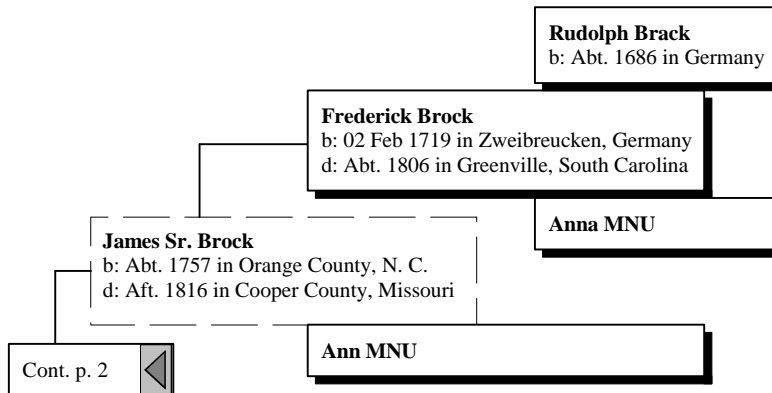 Rudolph Brack
b: Abt. 1686 in Germany
Frederick Brock
b: 02 Feb 1719 in Zweibreucken, Germany
d: Abt. 1806 in Greenville, South Carolina
Anna MNU
James Sr. Brock
b: Abt. 1757 in Orange County, N. C.
d: Aft. 1816 in Cooper County, Missouri
Ann MNU
Cont. p. 2